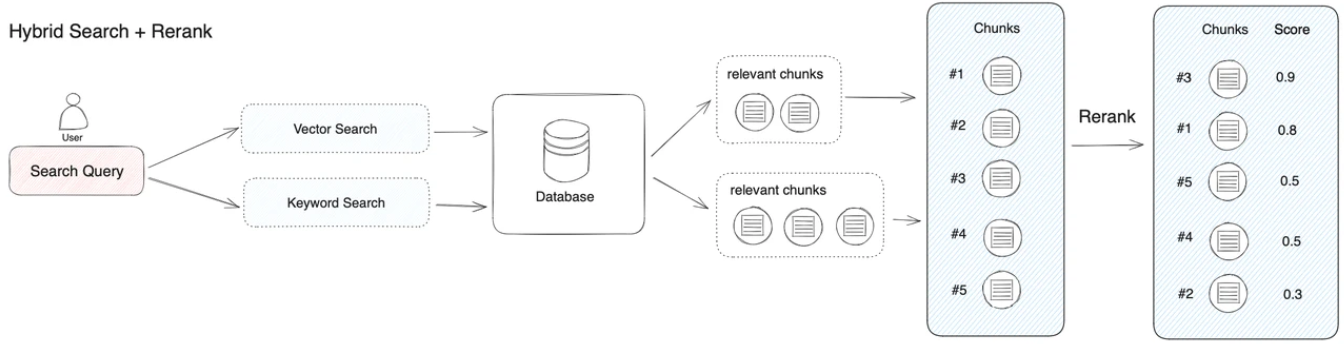 Hybrid Search + Rerank
User
Search Query
Vector Search
Keyword Search
Database
relevant chunks
relevant chunks
Chunks
#1
#2
#3
#4
#5
Rerank
Chunks Score
#3 0.9
#1 0.8
#5 0.5
#4 0.5
#2 0.3